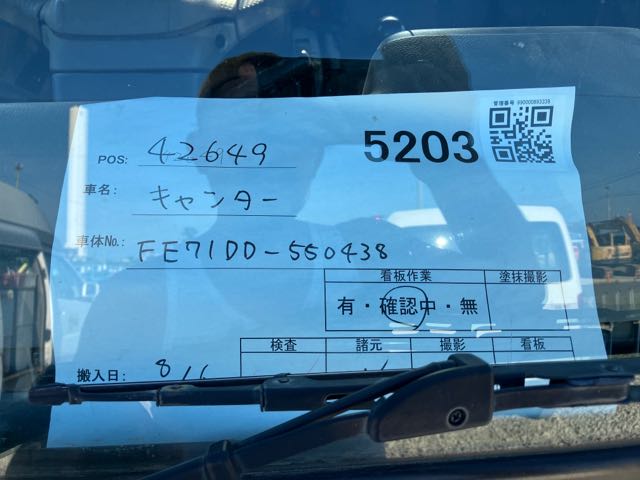 管理番号 990000893338
POS: 42649
5203
車名: キャンター
車体No.: FE71DD-550438
看板作業 塗抹撮影
有・確認中・無
検査 諸元 撮影 看板
搬入日: